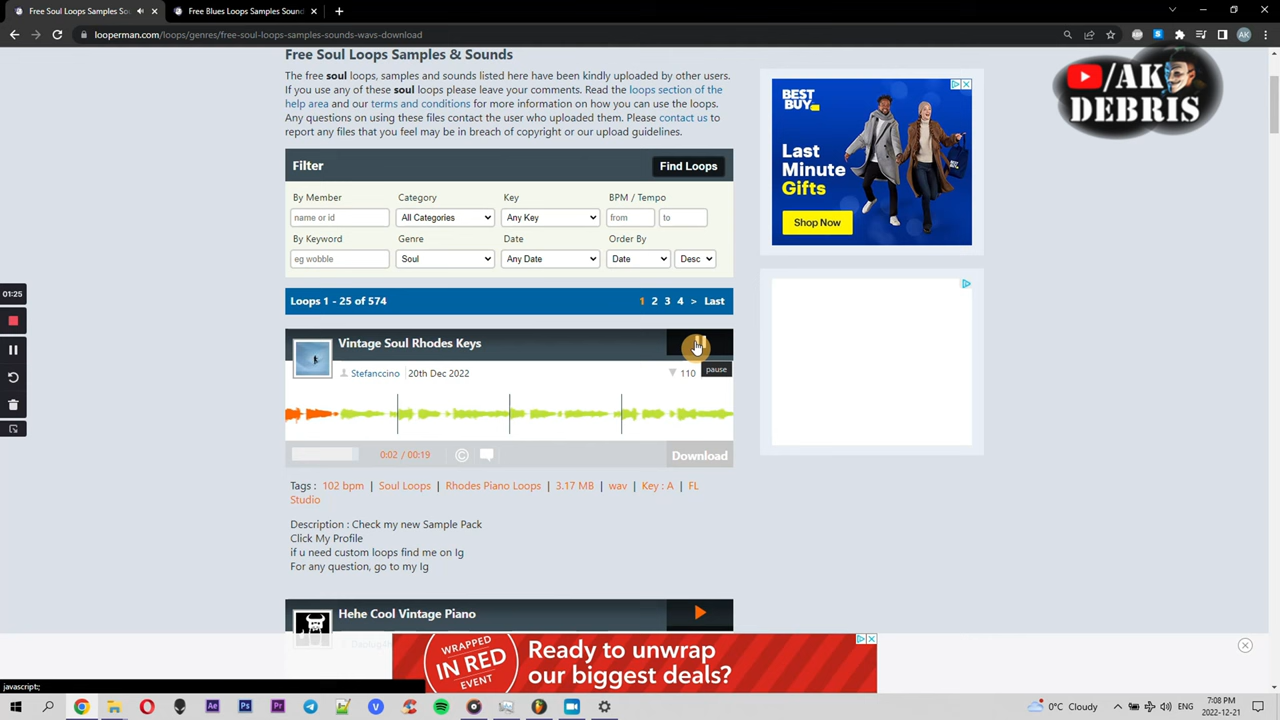 Free Soul Loops Samples So
Free Blues Loops Samples Sound
looperman.com/loops/genres/free-soul-loops-samples-sounds-wavs-download
AK
/AK
DEBRIS
Free Soul Loops Samples & Sounds
The free soul loops, samples and sounds listed here have been kindly uploaded by other users.
If you use any of these soul loops please leave your comments. Read the loops section of the
help area and our terms and conditions for more information on how you can use the loops.
Any questions on using these files contact the user who uploaded them. Please contact us to
report any files that you feel may be in breach of copyright or our upload guidelines.
Filter
Find Loops
By Member
Category
Key
BPM / Tempo
name or id
All Categories
Any Key
from
to
By Keyword
Genre
Date
Order By
eg wobble
Soul
Any Date
Date
Desc
Loops 1 - 25 of 574
1 2 3 4 > Last
BEST
BUY
Last
Minute
Gifts
Shop Now
01:25
Vintage Soul Rhodes Keys
pause
Stefanccino
20th Dec 2022
110
0:02 / 00:19
Download
Tags : 102 bpm | Soul Loops | Rhodes Piano Loops | 3.17 MB | wav | Key : A | FL
Studio
Description : Check my new Sample Pack
Click My Profile
if u need custom loops find me on Ig
For any question, go to my Ig
Hehe Cool Vintage Piano
WRAPPED
IN RED
EVENT
Ready to unwrap
our biggest deals?
javascript:;
Ae
Ps
Pr
V
0°C Cloudy
ENG
7:08 PM
2022-12-21